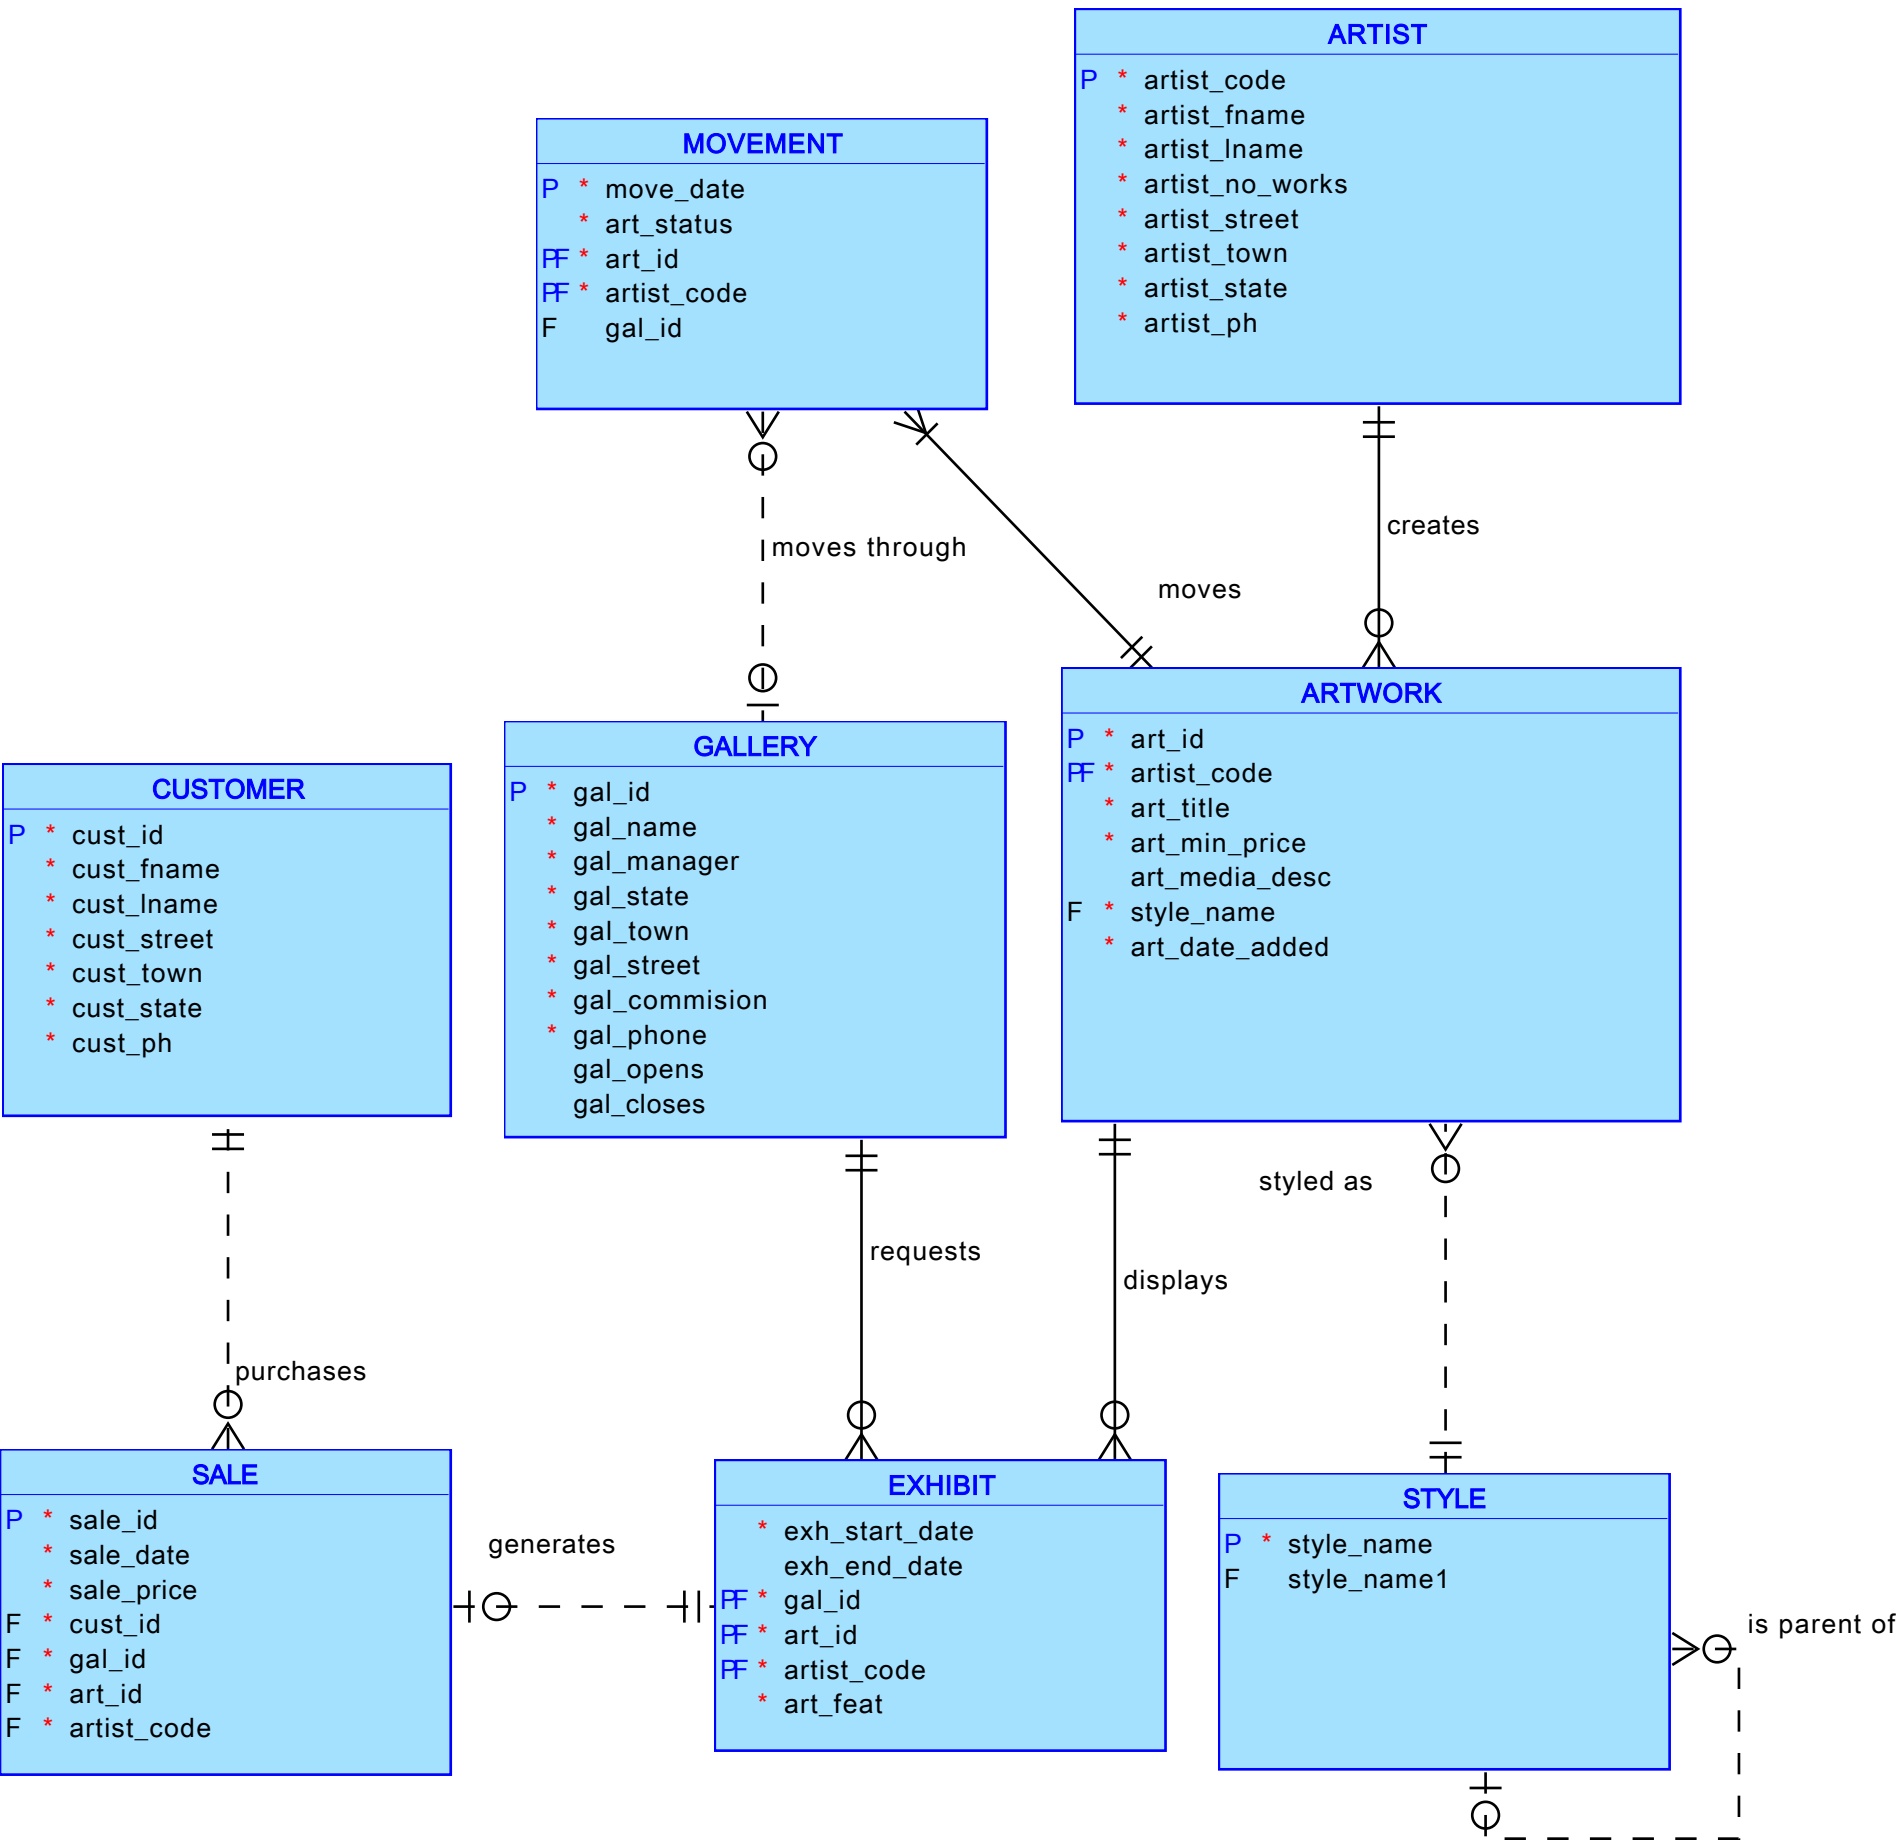 ARTIST
P * artist_code
* artist_fname
* artist_lname
* artist_no_works
* artist_street
* artist_town
* artist_state
* artist_ph
MOVEMENT
P * move_date
* art_status
PF * art_id
PF * artist_code
F gal_id
creates
moves through
moves
ARTWORK
P * art_id
PF * artist_code
* art_title
* art_min_price
art_media_desc
F * style_name
* art_date_added
GALLERY
P * gal_id
* gal_name
* gal_manager
* gal_state
* gal_town
* gal_street
* gal_commision
* gal_phone
gal_opens
gal_closes
CUSTOMER
P * cust_id
* cust_fname
* cust_lname
* cust_street
* cust_town
* cust_state
* cust_ph
styled as
requests
displays
purchases
SALE
P * sale_id
* sale_date
* sale_price
F * cust_id
F * gal_id
F * art_id
F * artist_code
generates
EXHIBIT
* exh_start_date
exh_end_date
PF * gal_id
PF * art_id
PF * artist_code
* art_feat
STYLE
P * style_name
F style_name1
is parent of